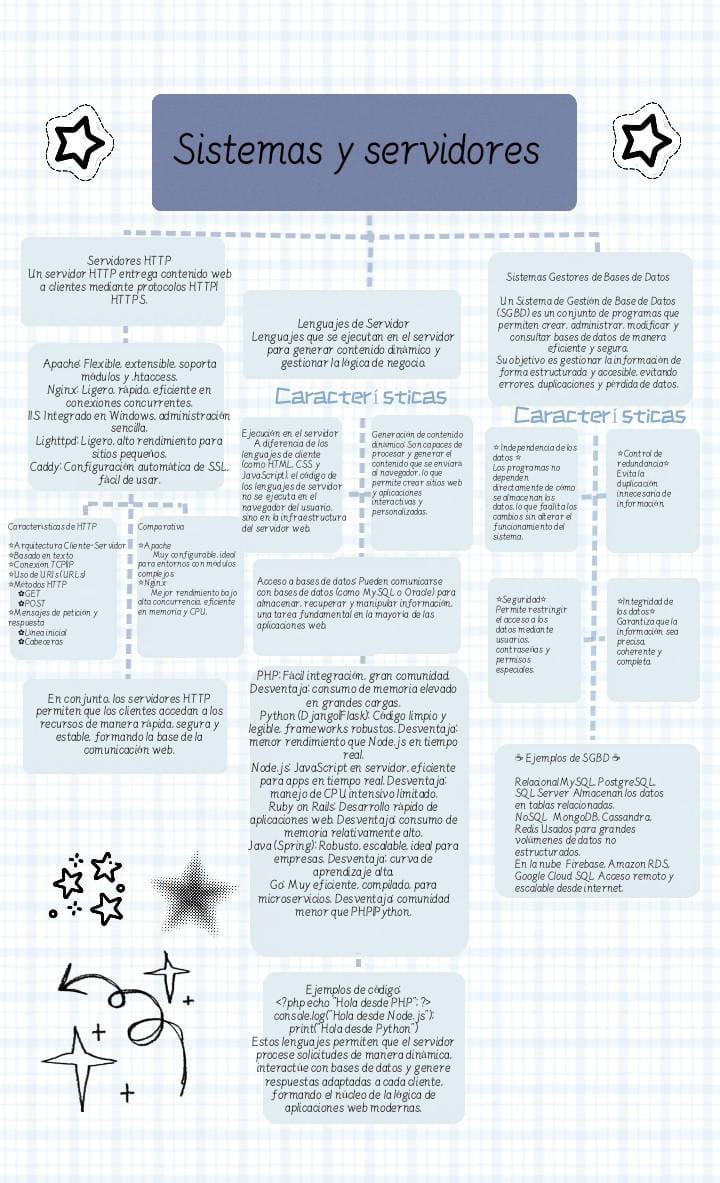 Sistemas y servidores
Servidores HTTP
Un servidor HTTP entrega contenido web
a clientes mediante protocolos HTTP/
HTTPS.
Apache: Flexible, extensible, soporta
módulos y .htaccess.
Nginx: Ligero, rápido, eficiente en
conexiones concurrentes.
IIS Integrado en Windows, administración
sencilla.
Lighttpd: Ligero, alto rendimiento para
sitios pequeños.
Caddy: Configuración automática de SSL,
fácil de usar.
Características de HTTP
☆Arquitectura Cliente-Servidor
☆Basado en texto
☆Conexión TCP/IP
☆Uso de URIs (URLs)
☆Métodos HTTP
✿GET
✿POST
☆Mensajes de petición y
respuesta
✿Línea inicial
✿Cabeceras
Comparativa
☆Apache
Muy configurable, ideal
para entornos con módulos
complejos
☆Nginx
Mejor rendimiento bajo
alta concurrencia, eficiente
en memoria y CPU.
En conjunto, los servidores HTTP
permiten que los clientes accedan a los
recursos de manera rápida, segura y
estable, formando la base de la
comunicación web.
Lenguajes de Servidor
Lenguajes que se ejecutan en el servidor
para generar contenido dinámico y
gestionar la lógica de negocio.
Características
Ejecución en el servidor
A diferencia de los
lenguajes de cliente
(como HTML, CSS y
JavaScript), el código de
los lenguajes de servidor
no se ejecuta en el
navegador del usuario,
sino en la infraestructura
del servidor web.
Generación de contenido
dinámico: Son capaces de
procesar y generar el
contenido que se enviará
al navegador, lo que
permite crear sitios web
y aplicaciones
interactivas y
personalizadas.
Acceso a bases de datos: Pueden comunicarse
con bases de datos (como MySQL o Oracle) para
almacenar, recuperar y manipular información,
una tarea fundamental en la mayoría de las
aplicaciones web.
PHP: Fácil integración, gran comunidad.
Desventaja: consumo de memoria elevado
en grandes cargas.
Python (Django/Flask): Código limpio y
legible, frameworks robustos. Desventaja:
menor rendimiento que Node.js en tiempo
real.
Node.js: JavaScript en servidor, eficiente
para apps en tiempo real. Desventaja:
manejo de CPU intensivo limitado.
Ruby on Rails: Desarrollo rápido de
aplicaciones web. Desventaja: consumo de
memoria relativamente alto.
Java (Spring): Robusto, escalable, ideal para
empresas. Desventaja: curva de
aprendizaje alta.
Go: Muy eficiente, compilado, para
microservicios. Desventaja: comunidad
menor que PHP/Python.
Ejemplos de código:
<?php echo "Hola desde PHP"; ?>
console.log("Hola desde Node.js");
print("Hola desde Python")
Estos lenguajes permiten que el servidor
procese solicitudes de manera dinámica,
interactúe con bases de datos y genere
respuestas adaptadas a cada cliente,
formando el núcleo de la lógica de
aplicaciones web modernas.
Sistemas Gestores de Bases de Datos
Un Sistema de Gestión de Base de Datos
(SGBD) es un conjunto de programas que
permiten crear, administrar, modificar y
consultar bases de datos de manera
eficiente y segura.
Su objetivo es gestionar la información de
forma estructurada y accesible, evitando
errores, duplicaciones y pérdida de datos.
Características
☆Independencia de los
datos ☆
Los programas no
dependen
directamente de cómo
se almacenan los
datos, lo que facilita los
cambios sin alterar el
funcionamiento del
sistema.
☆Control de
redundancia☆
Evita la
duplicación
innecesaria de
información.
☆Seguridad☆
Permite restringir
el acceso a los
datos mediante
usuarios,
contraseñas y
permisos
especiales.
☆Integridad de
los datos☆
Garantiza que la
información sea
precisa,
coherente y
completa.
Ejemplos de SGBD
Relacional MySQL, PostgreSQL,
SQL Server Almacenan los datos
en tablas relacionadas.
NoSQL MongoDB, Cassandra,
Redis Usados para grandes
volúmenes de datos no
estructurados.
En la nube Firebase, Amazon RDS,
Google Cloud SQL Acceso remoto y
escalable desde internet.